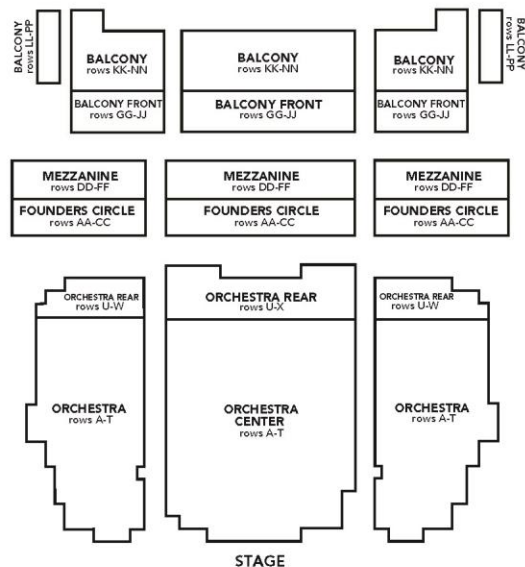 BALCONY
rows LL-PP
BALCONY
rows KK-NN
BALCONY
rows KK-NN
BALCONY
rows KK-NN
BALCONY
rows LL-PP
BALCONY FRONT
rows GG-JJ
BALCONY FRONT
rows GG-JJ
BALCONY FRONT
rows GG-JJ
MEZZANINE
rows DD-FF
MEZZANINE
rows DD-FF
MEZZANINE
rows DD-FF
FOUNDERS CIRCLE
rows AA-CC
FOUNDERS CIRCLE
rows AA-CC
FOUNDERS CIRCLE
rows AA-CC
ORCHESTRA REAR
rows U-W
ORCHESTRA REAR
rows U-X
ORCHESTRA REAR
rows U-W
ORCHESTRA
rows A-T
ORCHESTRA
CENTER
rows A-T
ORCHESTRA
rows A-T
STAGE